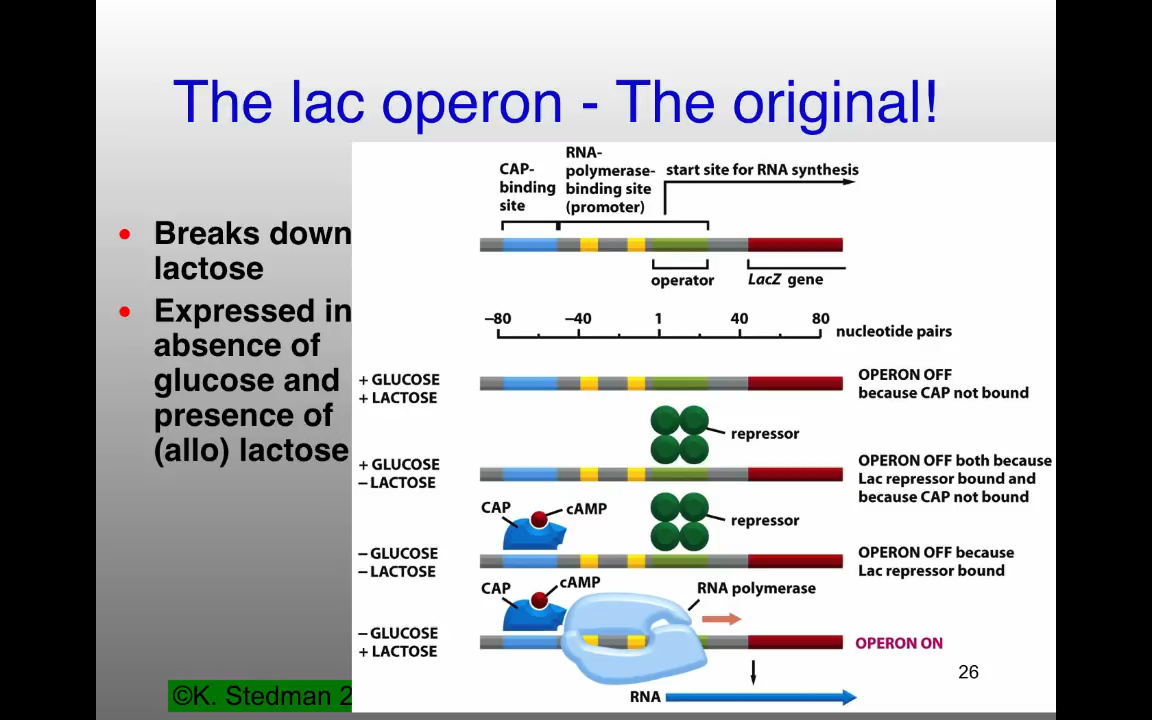 The lac operon - The original!
• Breaks down
lactose
• Expressed in
absence of
glucose and
presence of
(allo) lactose
CAP-
binding
site
RNA-
polymerase-
binding site
(promoter)
start site for RNA synthesis
operator
LacZ gene
−80 −40 1 40 80
nucleotide pairs
+ GLUCOSE
+ LACTOSE
OPERON OFF
because CAP not bound
repressor
+ GLUCOSE
− LACTOSE
OPERON OFF both because
Lac repressor bound and
because CAP not bound
CAP
cAMP
repressor
− GLUCOSE
− LACTOSE
OPERON OFF because
Lac repressor bound
CAP
cAMP
RNA polymerase
− GLUCOSE
+ LACTOSE
OPERON ON
RNA
26
©K. Stedman 2